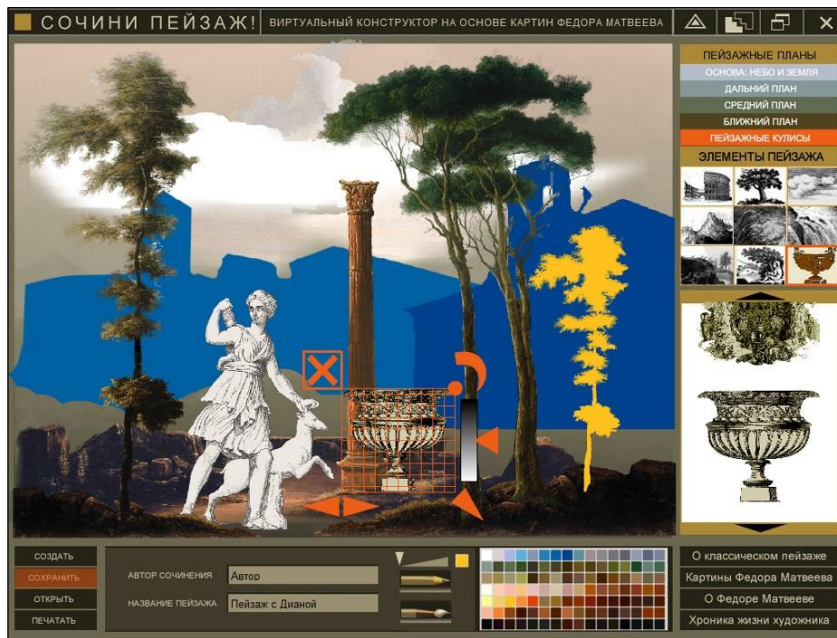 СОЧИНИ ПЕЙЗАЖ!
ВИРТУАЛЬНЫЙ КОНСТРУКТОР НА ОСНОВЕ КАРТИН ФЕДОРА МАТВЕЕВА
ПЕЙЗАЖНЫЕ ПЛАНЫ
ОСНОВА: НЕБО И ЗЕМЛЯ
ДАЛЬНИЙ ПЛАН
СРЕДНИЙ ПЛАН
БЛИЖНИЙ ПЛАН
ПЕЙЗАЖНЫЕ КУЛИСЫ
ЭЛЕМЕНТЫ ПЕЙЗАЖА
СОЗДАТЬ
СОХРАНИТЬ
ОТКРЫТЬ
ПЕЧАТАТЬ
АВТОР СОЧИНЕНИЯ
Автор
НАЗВАНИЕ ПЕЙЗАЖА
Пейзаж с Дианой
О классическом пейзаже
Картины Федора Матвеева
О Федоре Матвееве
Хроника жизни художника